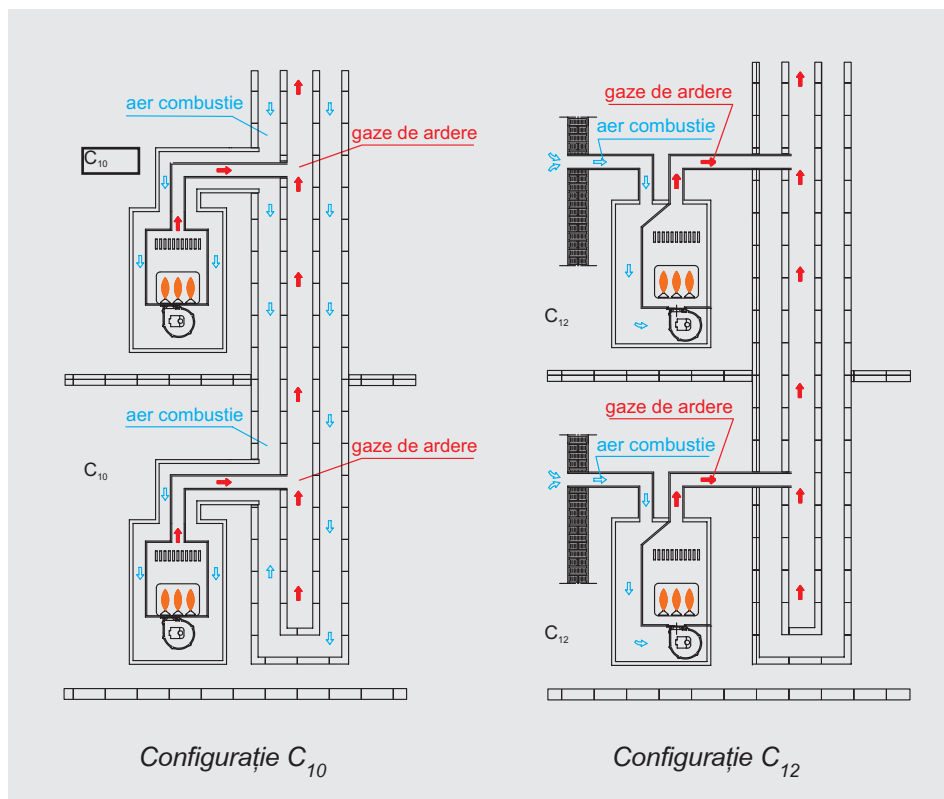 aer combustie
gaze de ardere
C10
aer combustie
gaze de ardere
C10
Configurație C10
gaze de ardere
aer combustie
C12
gaze de ardere
aer combustie
C12
Configurație C12